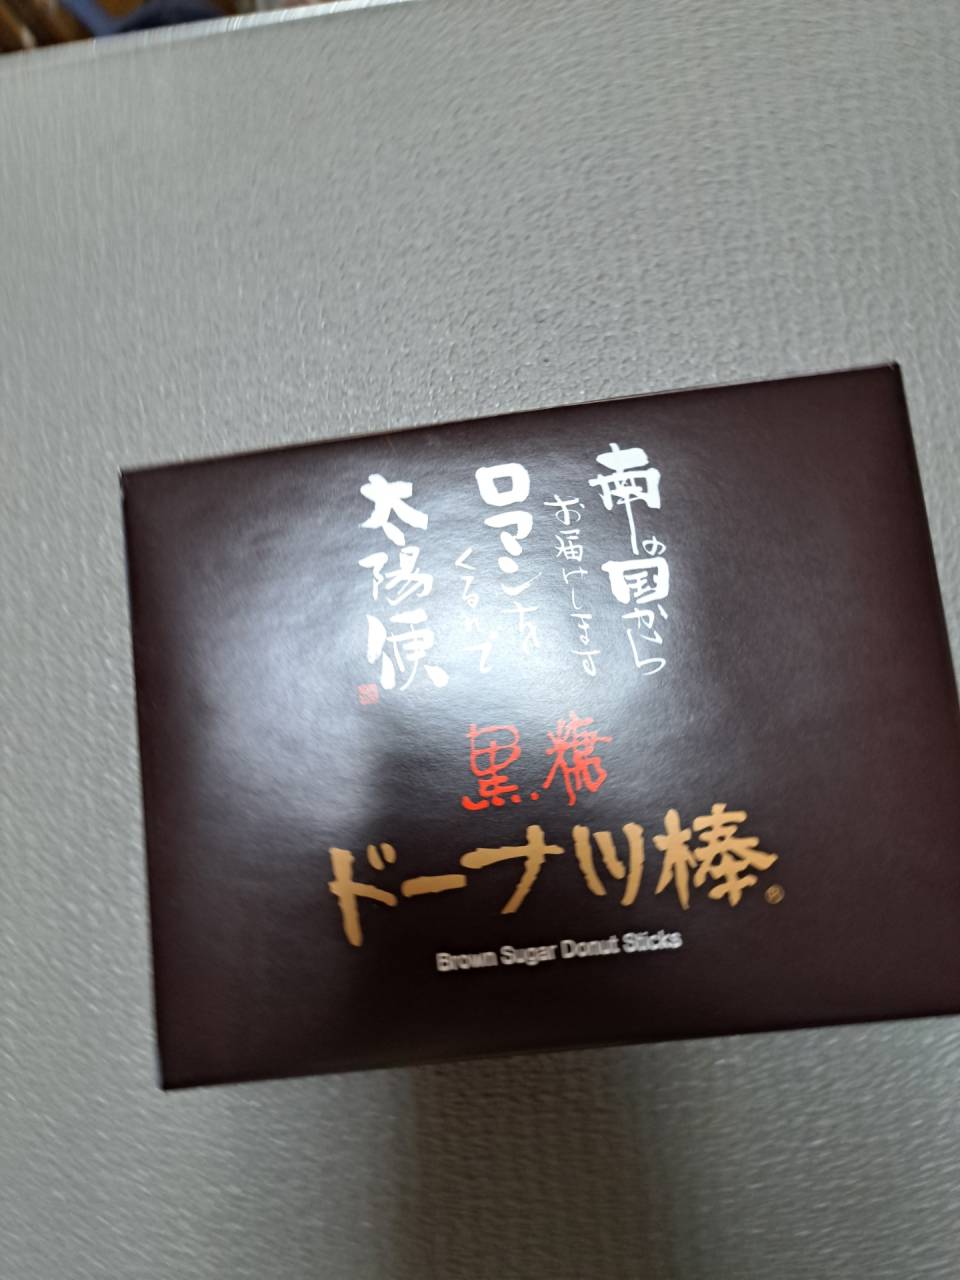 南の国から
お届けします
ロマンを
くるんで
太陽便
黒糖
ドーナツ棒®
Brown Sugar Donut Sticks